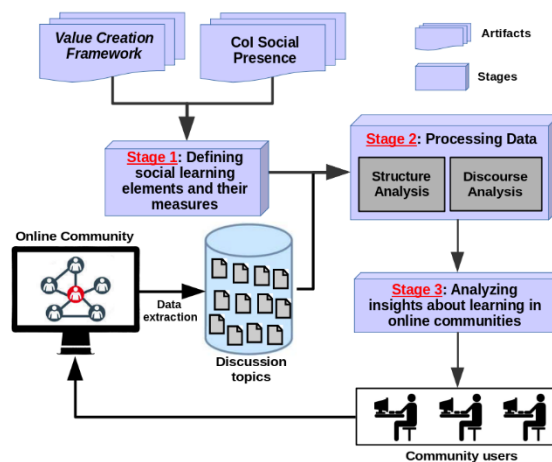 Value Creation
Framework
CoI Social
Presence
Artifacts
Stages
Stage 1: Defining
social learning
elements and their
measures
Stage 2: Processing Data
Structure
Analysis
Discourse
Analysis
Online Community
Data
extraction
Discussion
topics
Stage 3: Analyzing
insights about learning in
online communities
Community users